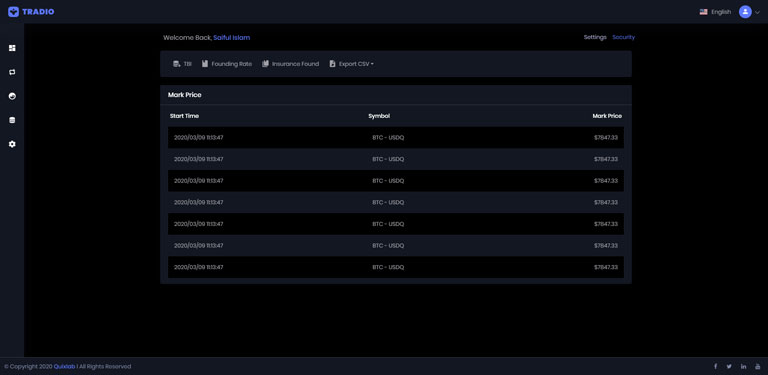 TRADIO
English
Welcome Back, Saiful Islam
Settings Security
TBI Founding Rate Insurance Found Export CSV
Mark Price
Start Time Symbol Mark Price
2020/03/09 11:13:47 BTC - USDQ $7847.33
2020/03/09 11:13:47 BTC - USDQ $7847.33
2020/03/09 11:13:47 BTC - USDQ $7847.33
2020/03/09 11:13:47 BTC - USDQ $7847.33
2020/03/09 11:13:47 BTC - USDQ $7847.33
2020/03/09 11:13:47 BTC - USDQ $7847.33
2020/03/09 11:13:47 BTC - USDQ $7847.33
© Copyright 2020 Quixlab I All Rights Reserved